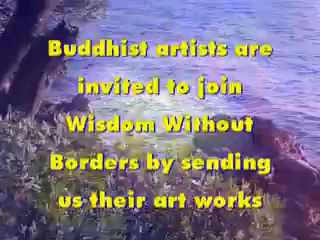 Buddhist artists are
invited to join
Wisdom Without
Borders by sending
us their art works